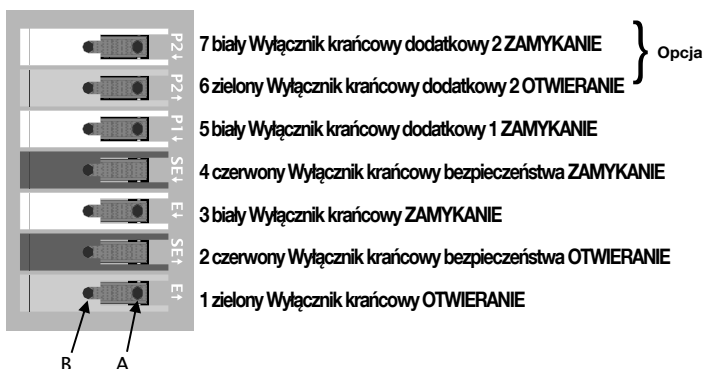 P2↓ 7 biały Wyłącznik krańcowy dodatkowy 2 ZAMYKANIE
P2↑ 6 zielony Wyłącznik krańcowy dodatkowy 2 OTWIERANIE
Opcja
P1↓ 5 biały Wyłącznik krańcowy dodatkowy 1 ZAMYKANIE
SE↓ 4 czerwony Wyłącznik krańcowy bezpieczeństwa ZAMYKANIE
E↓ 3 biały Wyłącznik krańcowy ZAMYKANIE
SE↑ 2 czerwony Wyłącznik krańcowy bezpieczeństwa OTWIERANIE
E↑ 1 zielony Wyłącznik krańcowy OTWIERANIE
B A